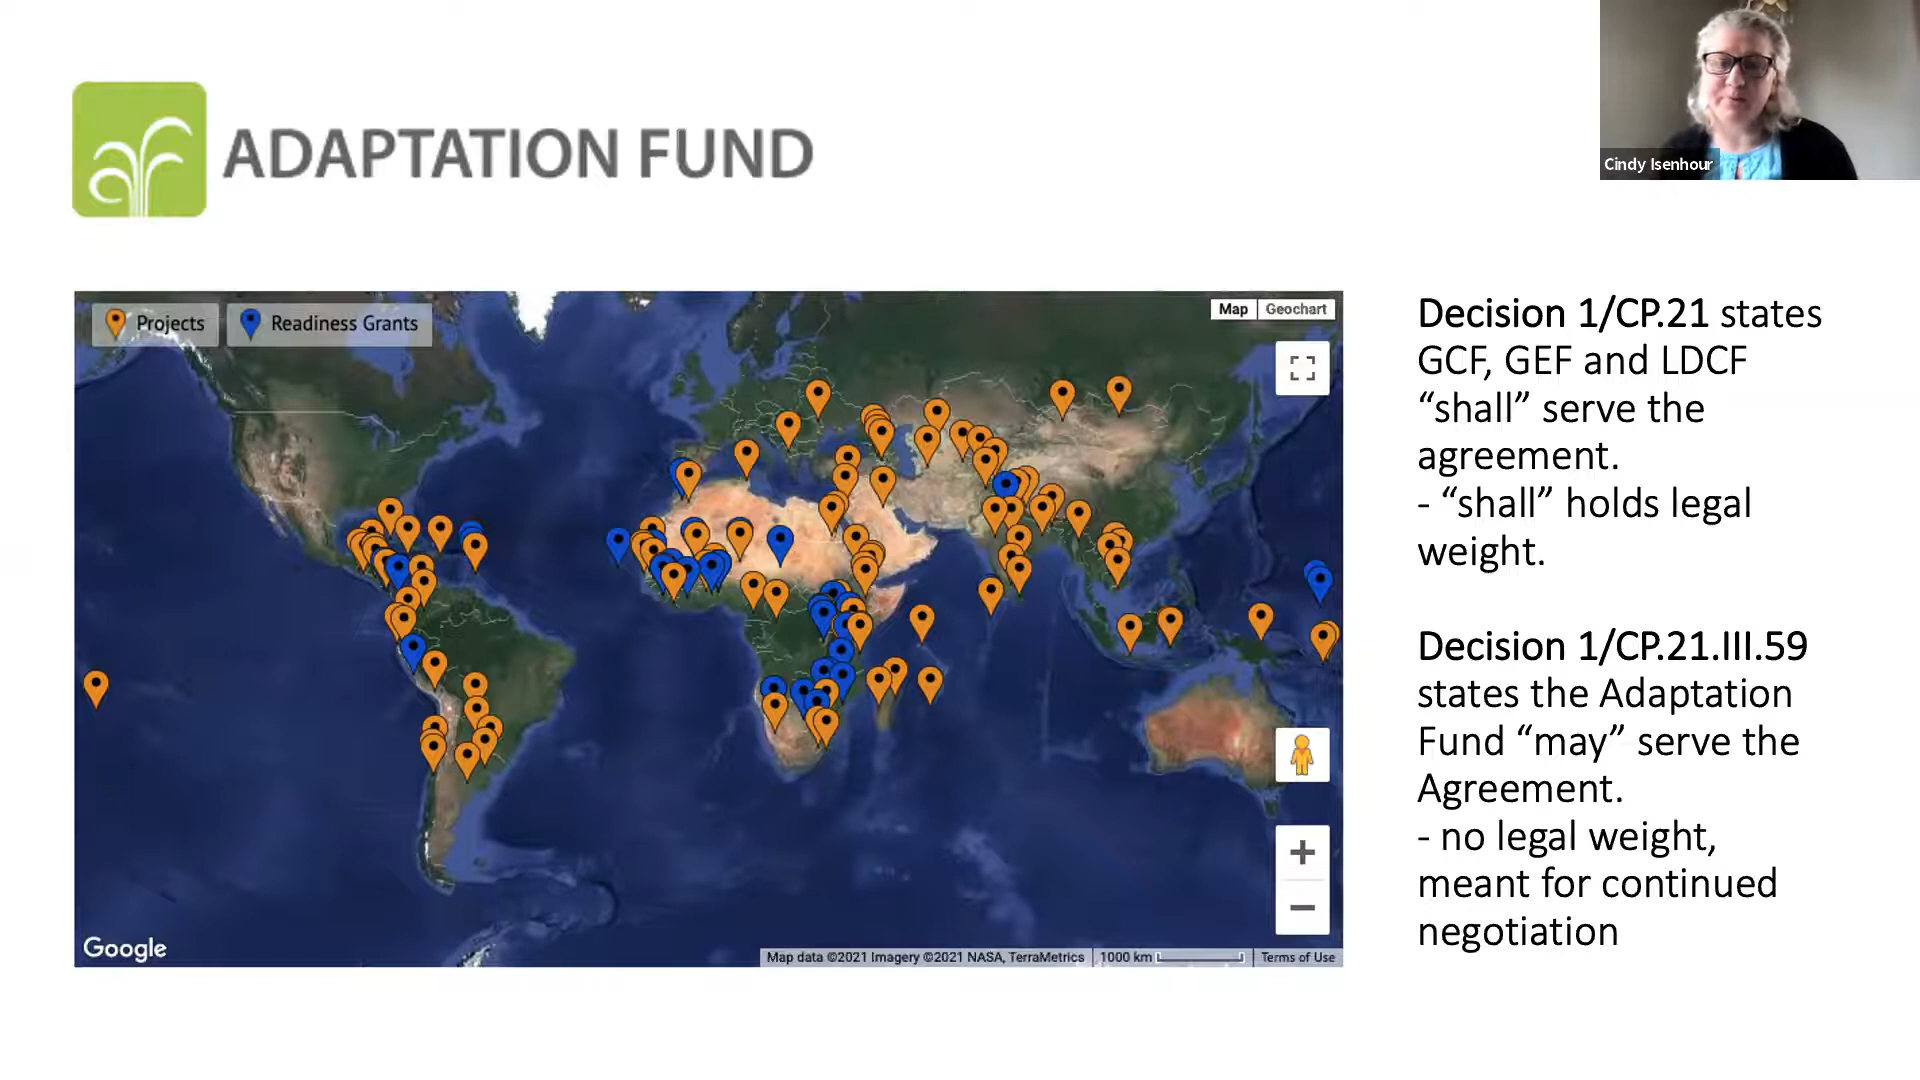 ADAPTATION FUND
Cindy Isenhour
Projects
Readiness Grants
Map
Geochart
Decision 1/CP.21 states
GCF, GEF and LDCF
“shall” serve the
agreement.
- “shall” holds legal
weight.
Decision 1/CP.21.III.59
states the Adaptation
Fund “may” serve the
Agreement.
- no legal weight,
meant for continued
negotiation
Google
Map data ©2021 Imagery ©2021 NASA, TerraMetrics
1000 km
Terms of Use